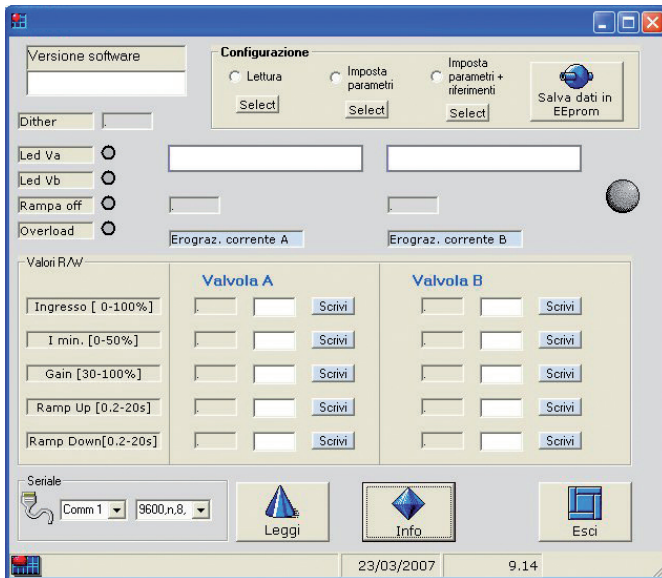 Versione software
Configurazione
Lettura
Imposta
parametri
Imposta
parametri +
riferimenti
Select
Select
Select
Salva dati in
EEprom
Dither
.
Led Va
Led Vb
Rampa off
.
.
Overload
Erograz. corrente A
Erograz. corrente B
Valori R/W
Valvola A
Valvola B
Ingresso [ 0-100%]
.
Scrivi
.
Scrivi
I min. [0-50%]
.
Scrivi
.
Scrivi
Gain [30-100%]
.
Scrivi
.
Scrivi
Ramp Up [0.2-20s]
.
Scrivi
.
Scrivi
Ramp Down[0.2-20s]
.
Scrivi
.
Scrivi
Seriale
Comm 1
9600,n,8,
Leggi
Info
Esci
23/03/2007
9.14